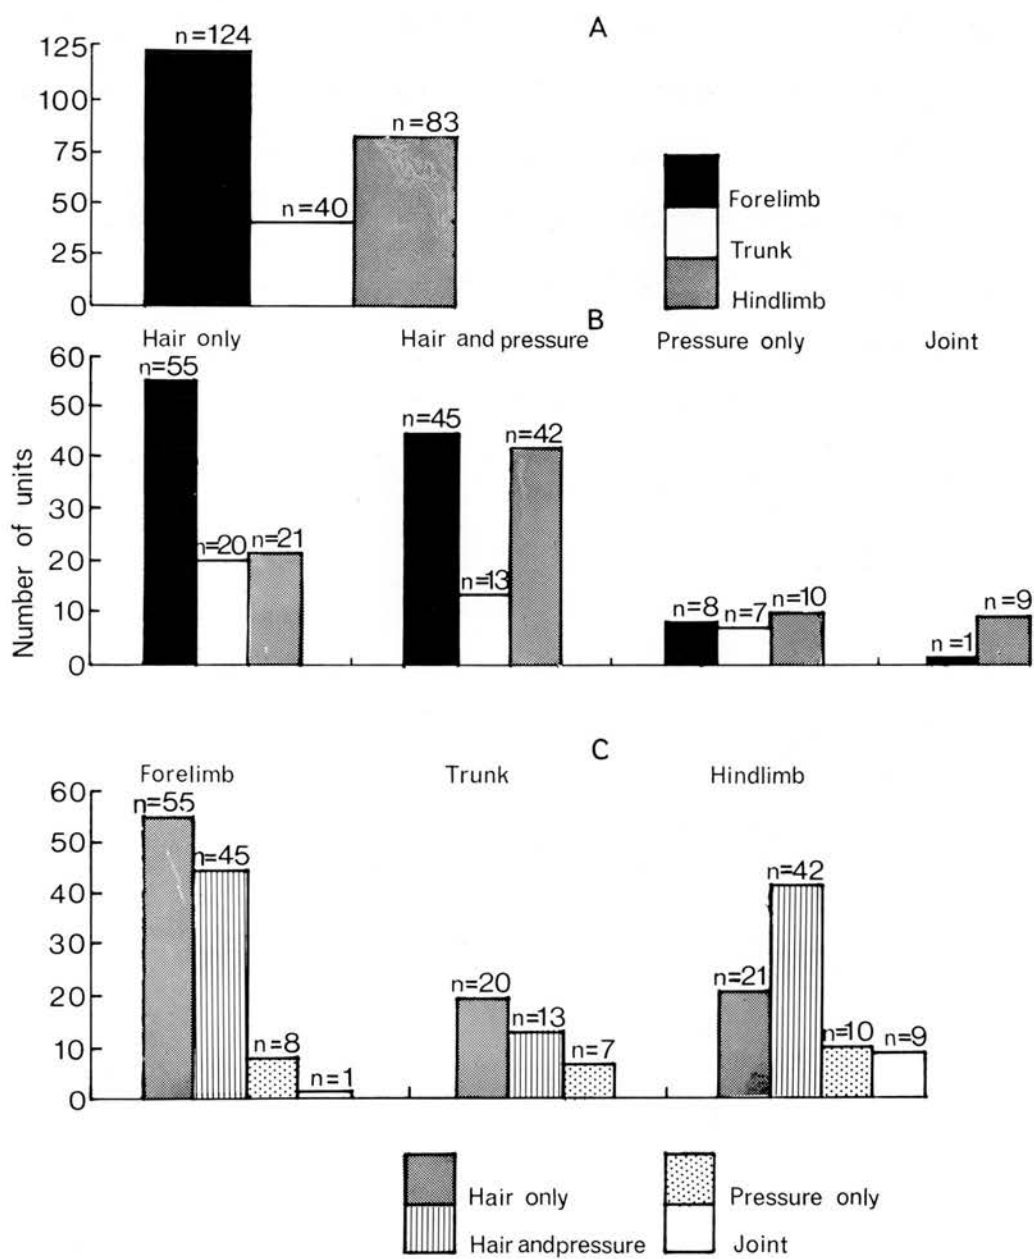 A
n=124
125
100
n=83
75
50
n=40
25
0
Forelimb
Trunk
Hindlimb
B
Hair only
Hair and pressure
Pressure only
Joint
Number of units
60
50
40
30
20
10
0
n=55
n=20
n=21
n=45
n=13
n=42
n=8
n=7
n=10
n=1
n=9
C
Forelimb
Trunk
Hindlimb
60
50
40
30
20
10
0
n=55
n=45
n=8
n=1
n=20
n=13
n=7
n=21
n=42
n=10
n=9
Hair only
Pressure only
Hair and pressure
Joint